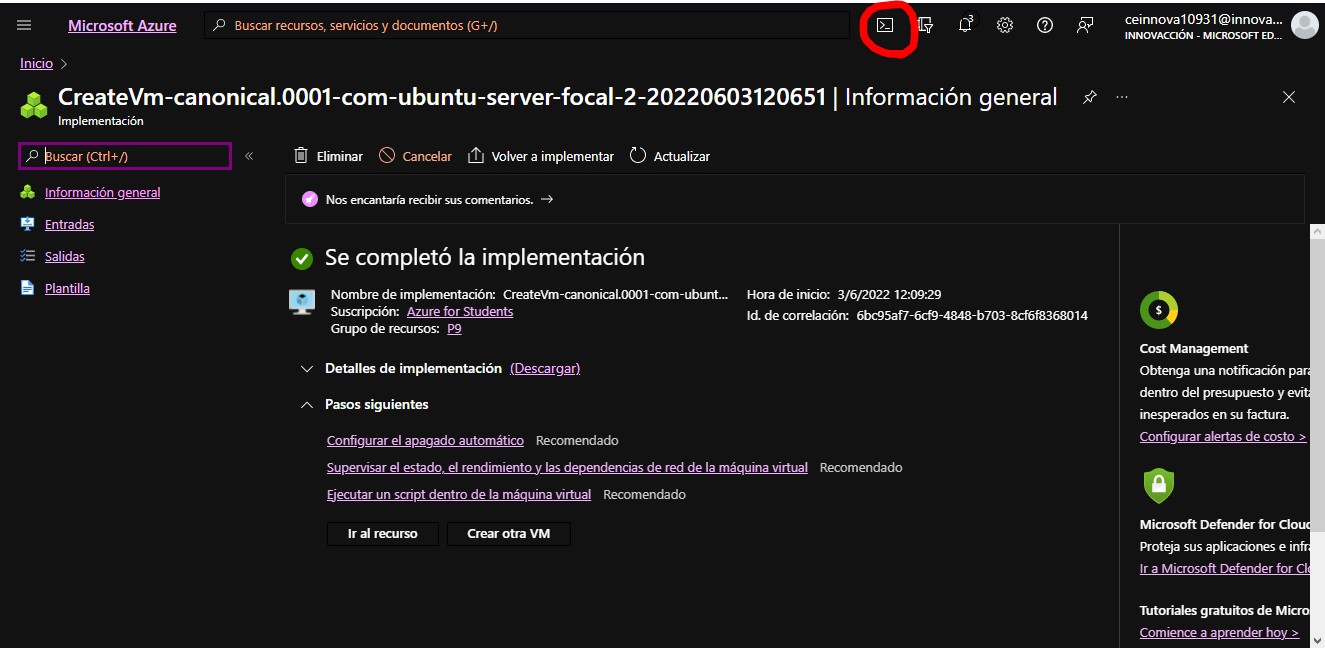 Microsoft Azure
Buscar recursos, servicios y documentos (G+/)
3
ceinnova10931@innova...
INNOVACCIÓN - MICROSOFT ED...
Inicio
CreateVm-canonical.0001-com-ubuntu-server-focal-2-20220603120651 | Información general
...
Implementación
Buscar (Ctrl+/)
«
Eliminar
Cancelar
Volver a implementar
Actualizar
Información general
Entradas
Salidas
Plantilla
Nos encantaría recibir sus comentarios. →
Se completó la implementación
Nombre de implementación: CreateVm-canonical.0001-com-ubunt...
Suscripción: Azure for Students
Grupo de recursos: P9
Hora de inicio: 3/6/2022 12:09:29
Id. de correlación: 6bc95af7-6cf9-4848-b703-8cf6f8368014
Detalles de implementación (Descargar)
Pasos siguientes
Configurar el apagado automático Recomendado
Supervisar el estado, el rendimiento y las dependencias de red de la máquina virtual Recomendado
Ejecutar un script dentro de la máquina virtual Recomendado
Ir al recurso
Crear otra VM
$
Cost Management
Obtenga una notificación para
dentro del presupuesto y evita
inesperados en su factura.
Configurar alertas de costo >
Microsoft Defender for Cloud
Proteja sus aplicaciones e infra
Ir a Microsoft Defender for Clo
Tutoriales gratuitos de Micro
Comience a aprender hoy >